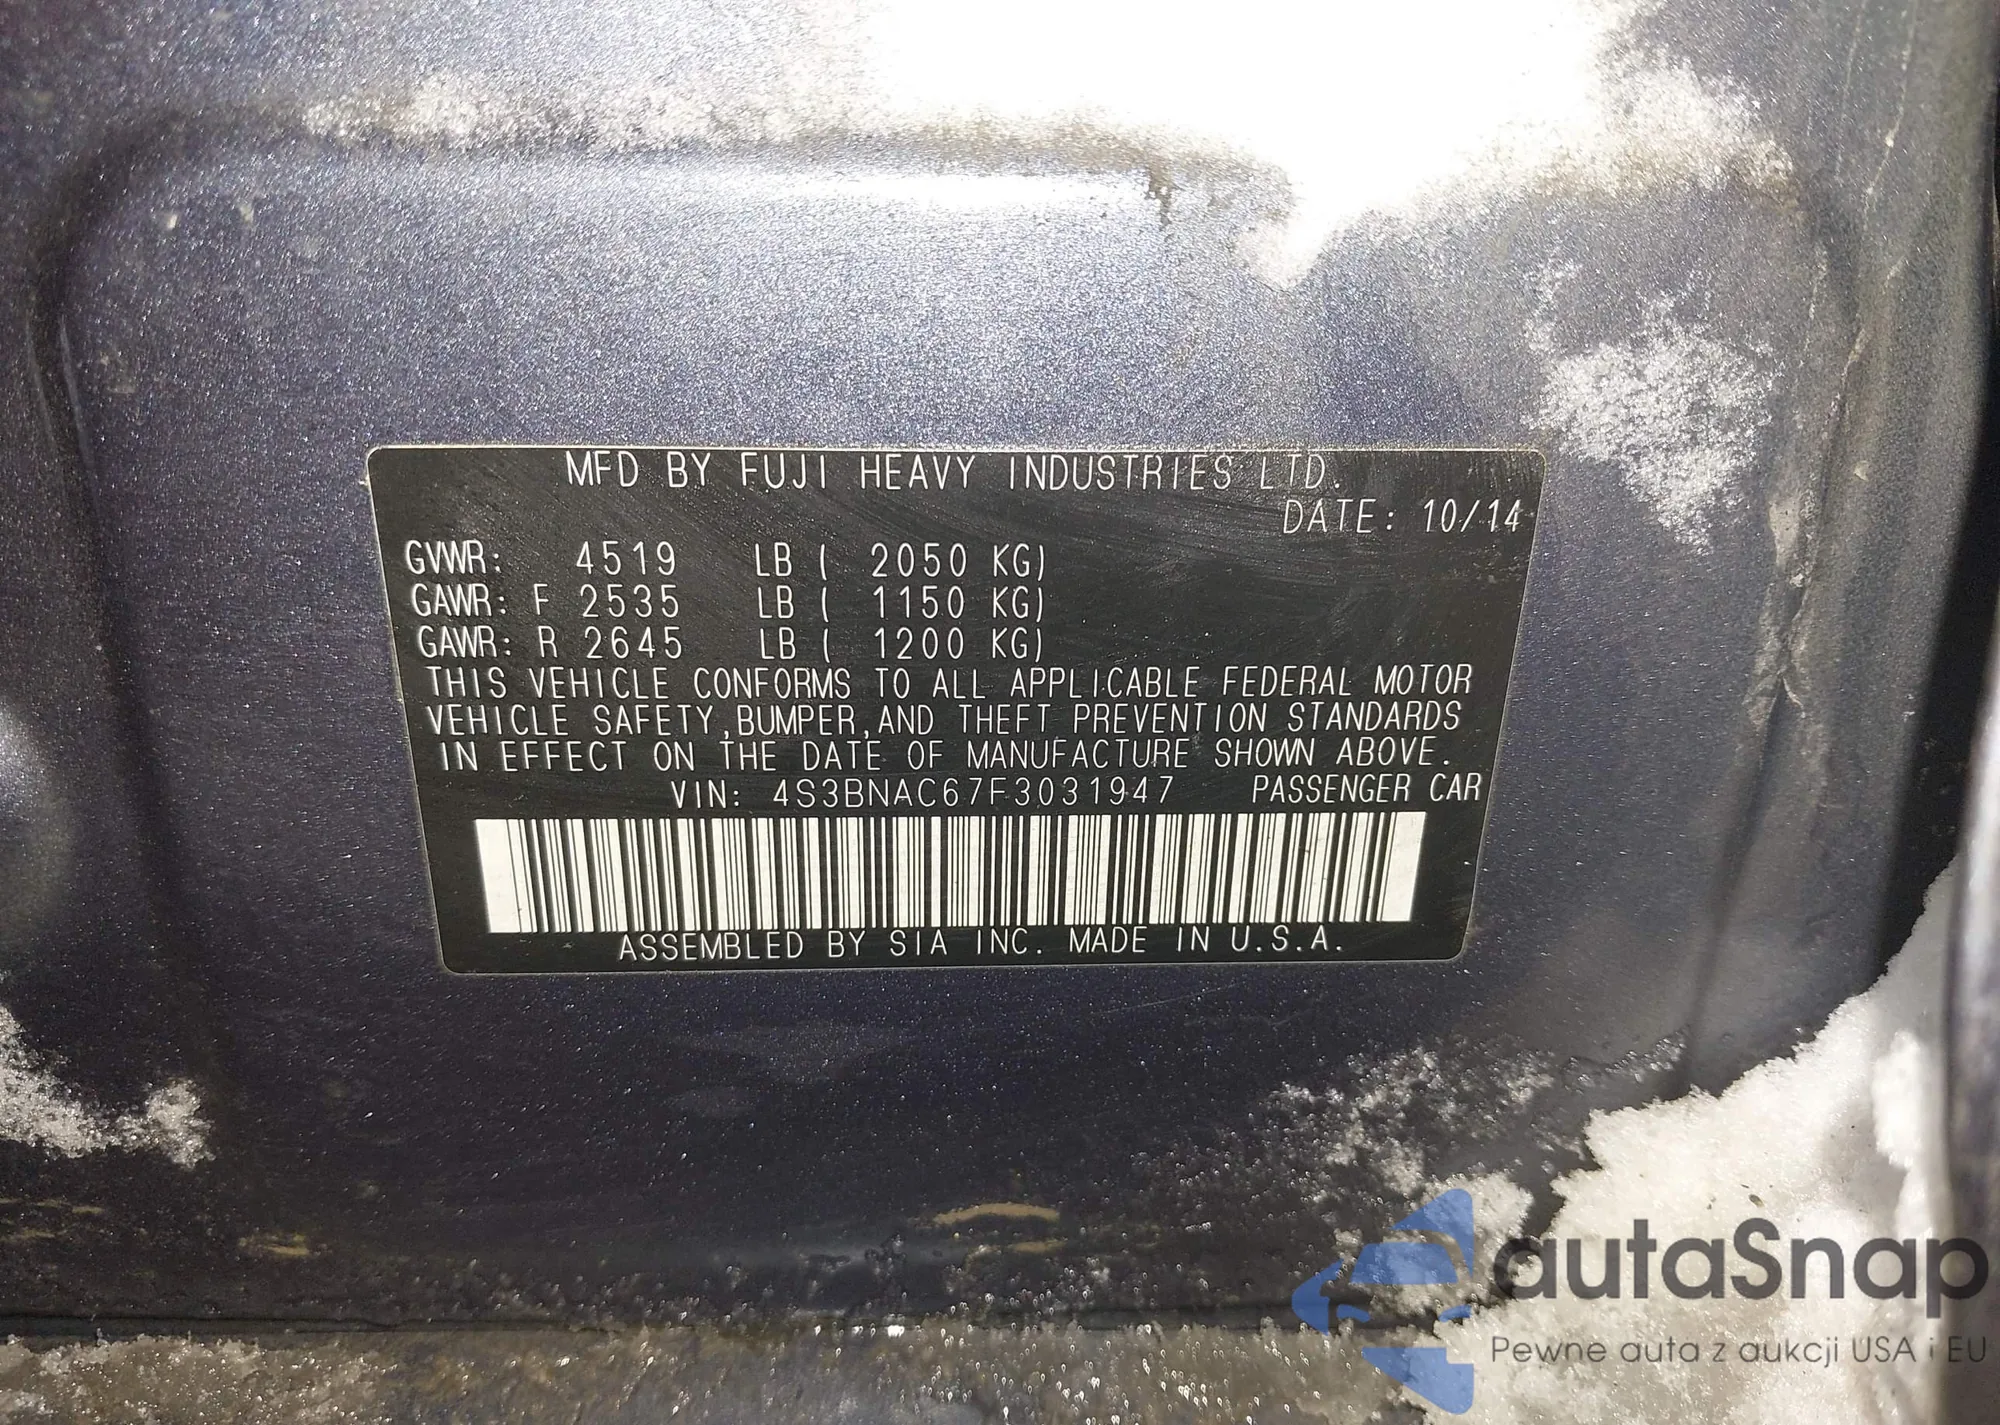 MFD BY FUJI HEAVY INDUSTRIES LTD.
DATE: 10/14
GVWR: 4519 LB ( 2050 KG)
GAWR: F 2535 LB ( 1150 KG)
GAWR: R 2645 LB ( 1200 KG)
THIS VEHICLE CONFORMS TO ALL APPLICABLE FEDERAL MOTOR
VEHICLE SAFETY,BUMPER,AND THEFT PREVENTION STANDARDS
IN EFFECT ON THE DATE OF MANUFACTURE SHOWN ABOVE.
VIN: 4S3BNAC67F3031947 PASSENGER CAR
ASSEMBLED BY SIA INC. MADE IN U.S.A.
autaSnap
Pewne auta z aukcji USA i EU